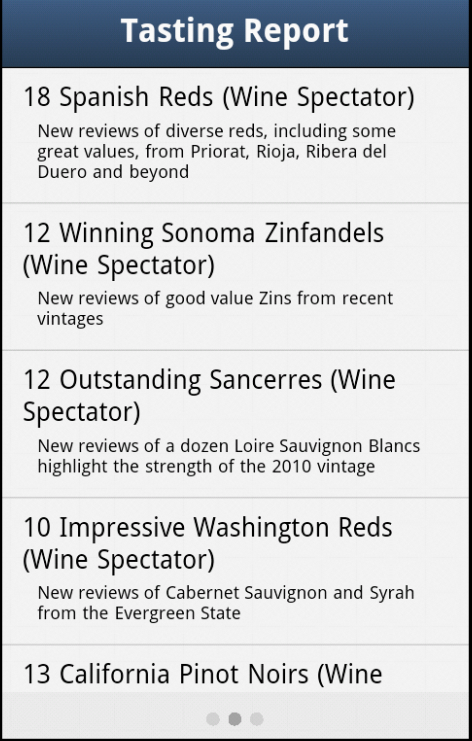 Tasting Report
18 Spanish Reds (Wine Spectator)
New reviews of diverse reds, including some
great values, from Priorat, Rioja, Ribera del
Duero and beyond
12 Winning Sonoma Zinfandels
(Wine Spectator)
New reviews of good value Zins from recent
vintages
12 Outstanding Sancerres (Wine
Spectator)
New reviews of a dozen Loire Sauvignon Blancs
highlight the strength of the 2010 vintage
10 Impressive Washington Reds
(Wine Spectator)
New reviews of Cabernet Sauvignon and Syrah
from the Evergreen State
13 California Pinot Noirs (Wine